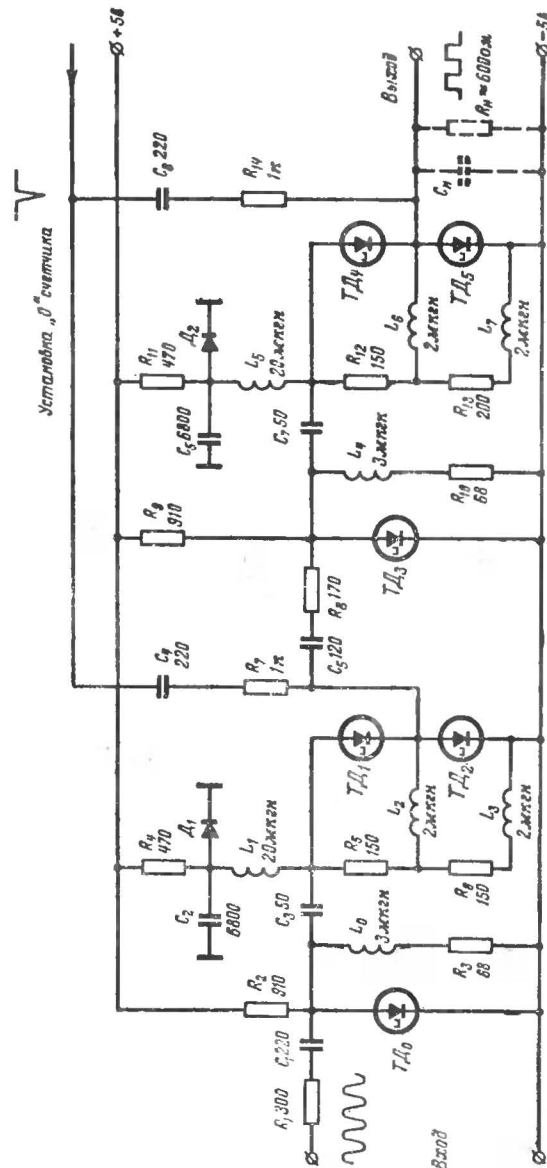 Установка „0" счетчика
∅ +5в
C₄
220
C₈ 220
R₄
470
R₉
910
R₁₁
470
R₂
910
C₂
6800
Д₁
C₅ 6800
Д₂
L₁
20мкгн
R₇
1к
L₅
20мкгн
R₁₄
1к
Вход
R₁ 300
C₁ 220
C₃ 50
C₅ 120
R₈ 170
C₇ 50
Выход
L₀
3мкгн
R₅
150
ТД₁
L₄
3мкгн
R₁₂
150
ТД₄
L₂
2мкгн
L₆
2мкгн
Cн
Rн≈600ом
ТД₀
R₃
68
R₆
150
ТД₂
L₃
2мкгн
ТД₃
R₁₀
68
R₁₃
200
ТД₅
L₇
2мкгн
∅ −5в